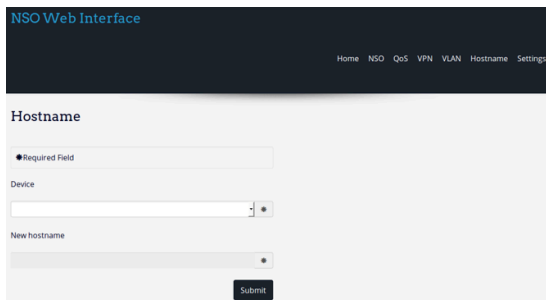 NSO Web Interface
Home NSO QoS VPN VLAN Hostname Settings
Hostname
✱Required Field
Device
✱
New hostname
✱
Submit